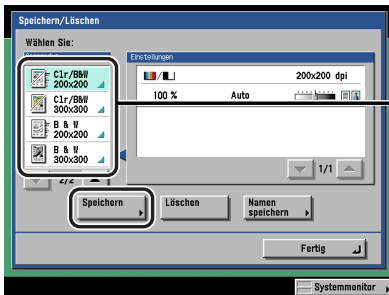 Speichern/Löschen
Wählen Sie:
Einstellungen
Clr/B&W
200x200
Clr/B&W
300x300
B & W
200x200
B & W
300x300
200x200 dpi
100 %
Auto
1/1
2/2
Speichern
Löschen
Namen
speichern
Fertig
Systemmonitor